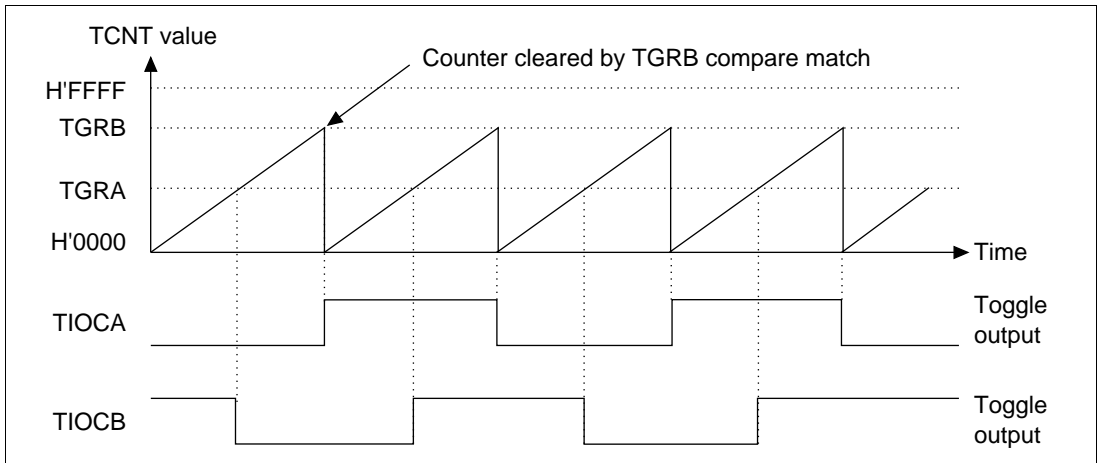 TCNT value
Counter cleared by TGRB compare match
H'FFFF
TGRB
TGRA
H'0000
Time
TIOCA
Toggle
output
TIOCB
Toggle
output